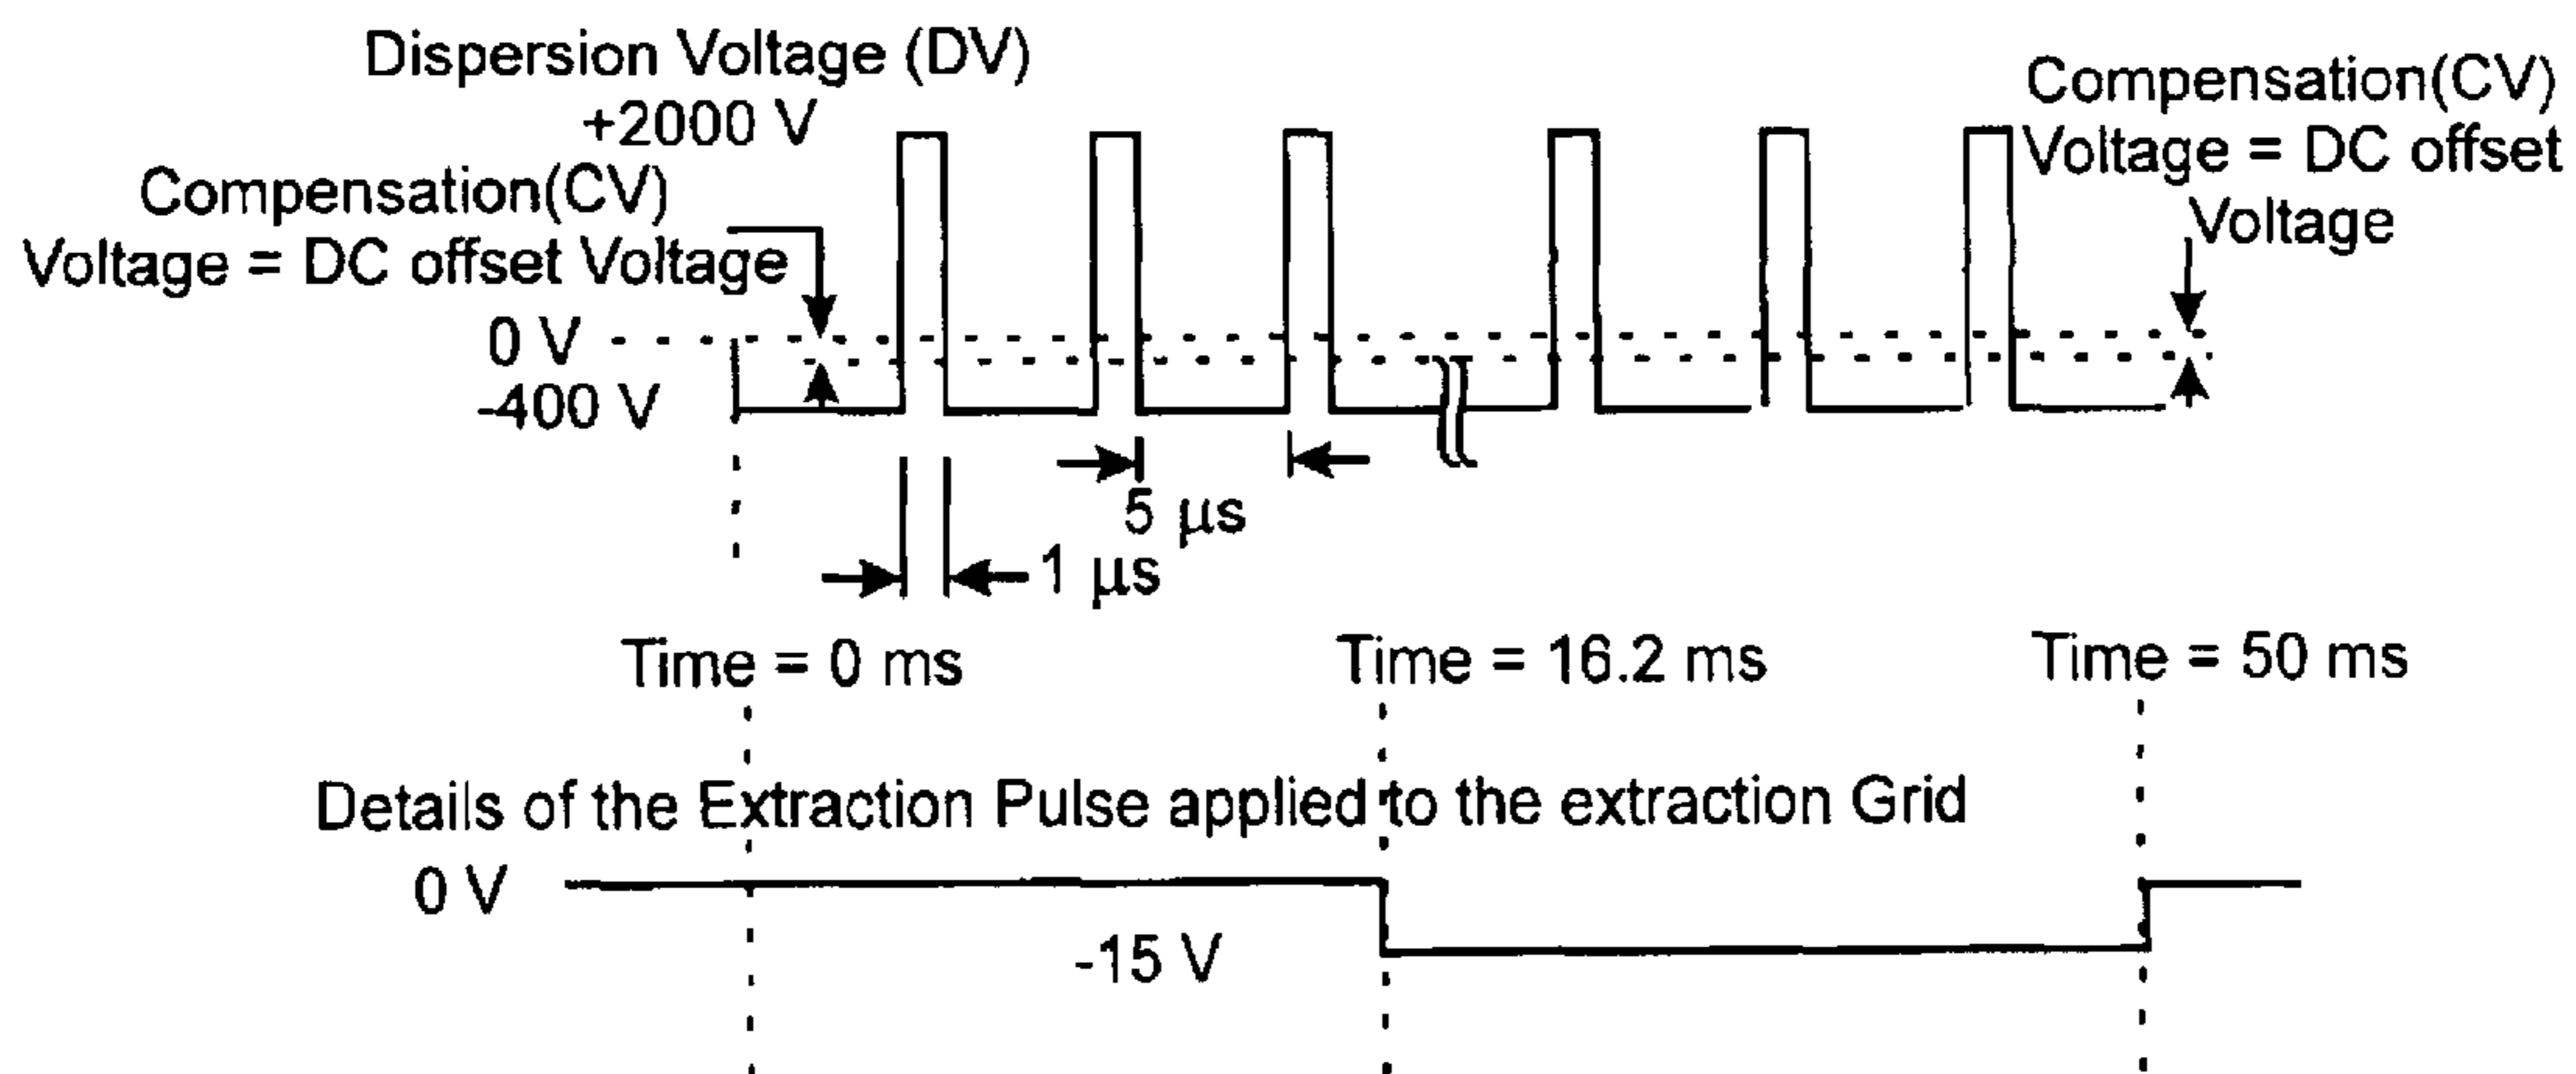 Dispersion Voltage (DV)
+2000 V
Compensation(CV)
Voltage = DC offset Voltage
Compensation(CV)
Voltage = DC offset
Voltage
0 V
-400 V
5 μs
1 μs
Time = 0 ms
Time = 16.2 ms
Time = 50 ms
Details of the Extraction Pulse applied to the extraction Grid
0 V
-15 V